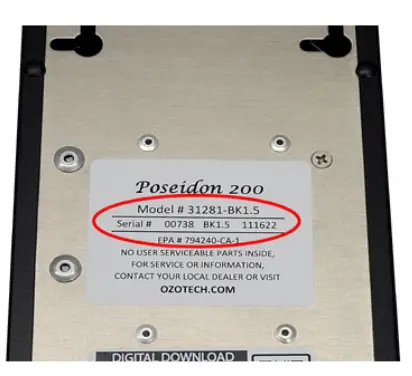 Poseidon 200
Model # 31281-BK1.5
Serial # 00738 BK1.5 111622
EPA # 794240-CA-1
NO USER SERVICEABLE PARTS INSIDE,
FOR SERVICE OR INFORMATION,
CONTACT YOUR LOCAL DEALER OR VISIT
OZOTECH.COM
DIGITAL DOWNLOAD